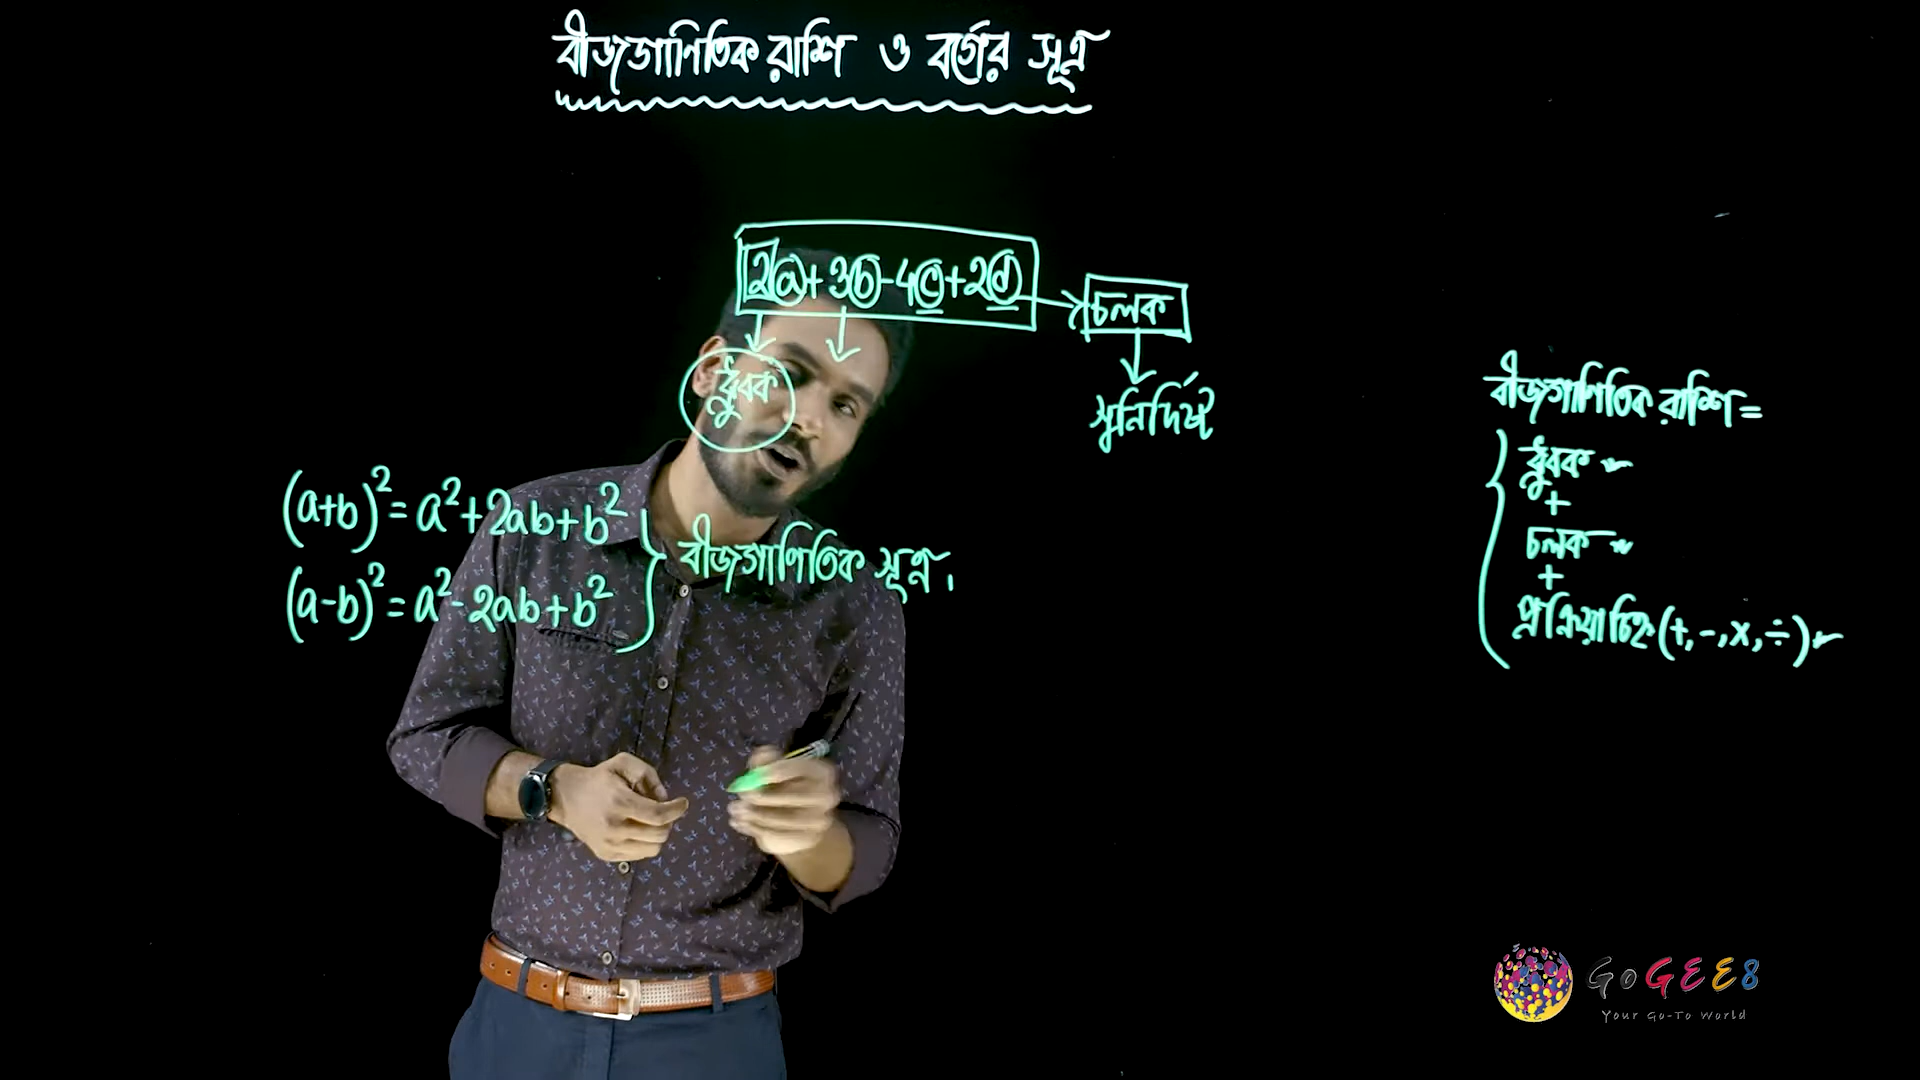 বীজগাণিতিক রাশি ও বর্গের সূত্র
2a+3b-4c+2d
চলক
ধ্রুবক
সুনির্দিষ্ট
বীজগাণিতিক রাশি =
ধ্রুবক
+
চলক
+
প্রক্রিয়া চিহ্ন (+, -, x, ÷)
(a+b)² = a²+2ab+b²
(a-b)² = a²-2ab+b²
বীজগাণিতিক সূত্র।
GoGEE8
Your Go-To World